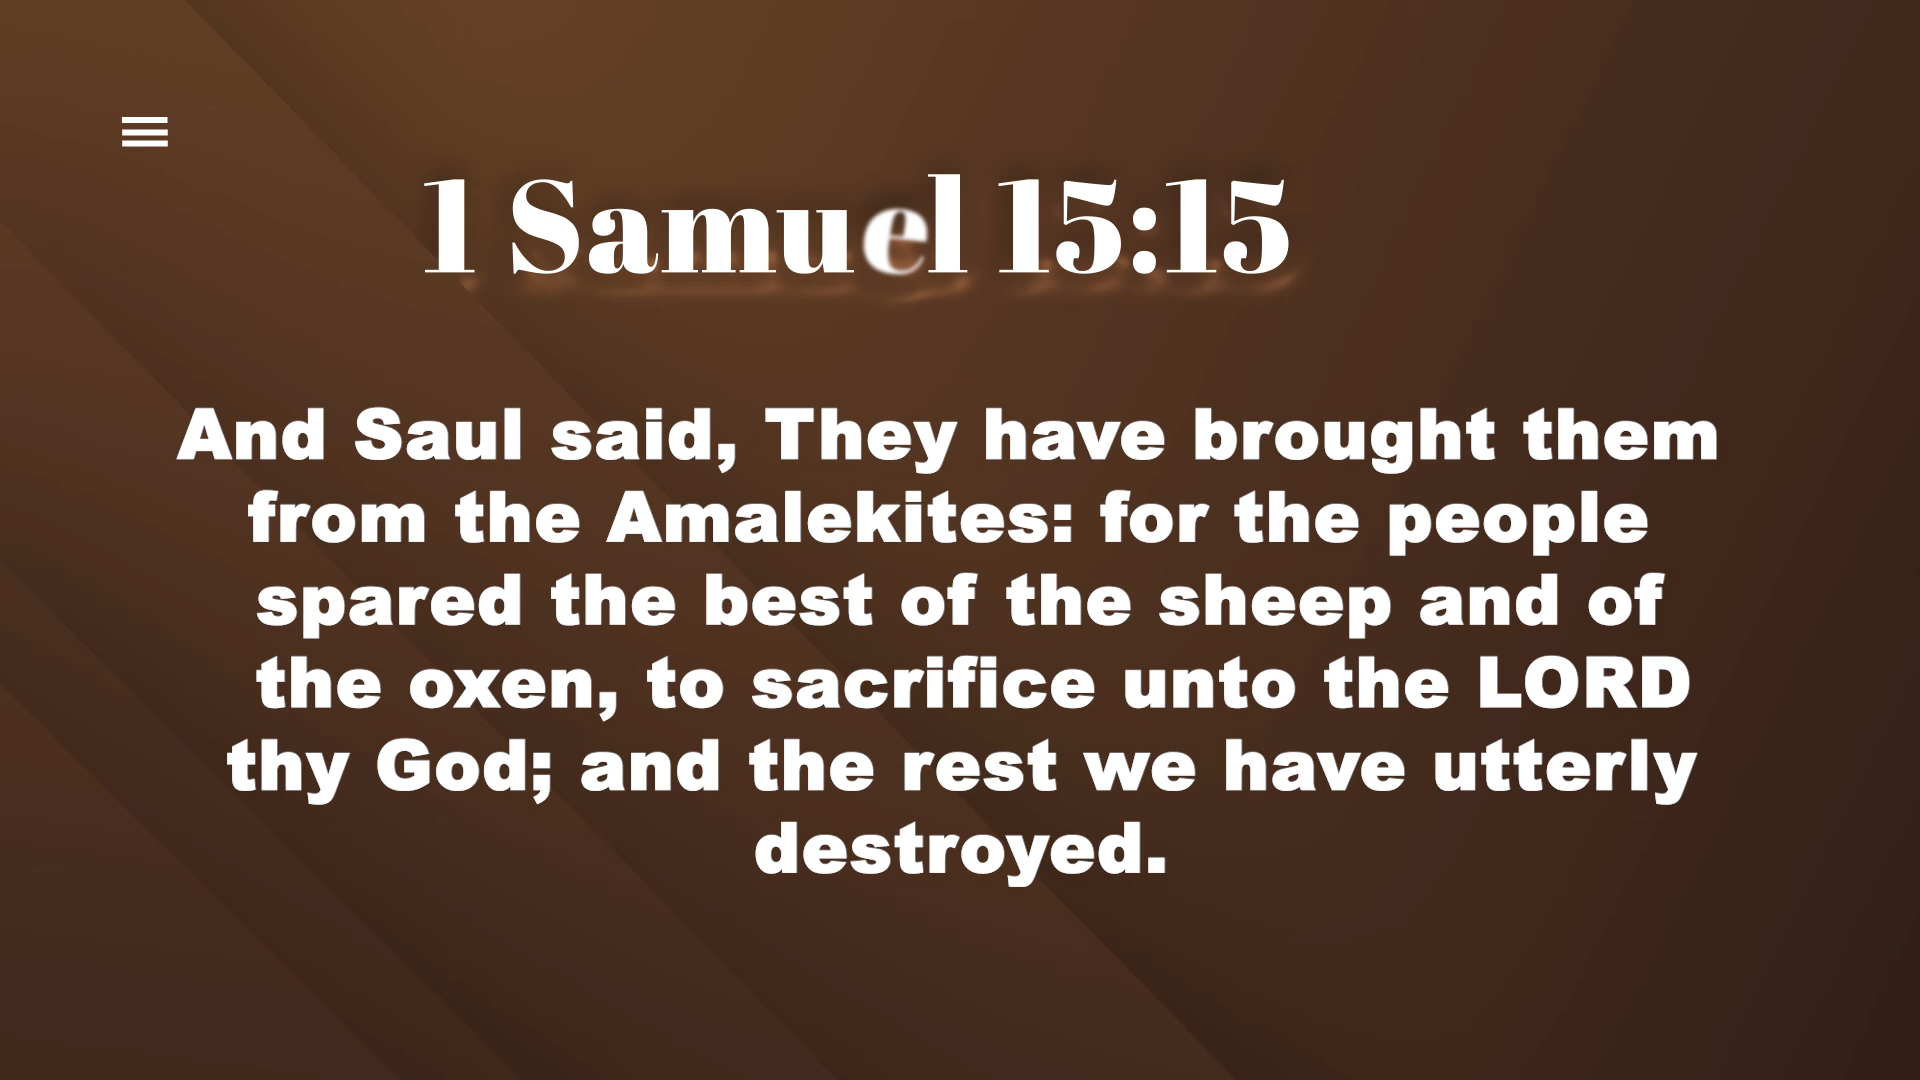 1 Samuel 15:15
And Saul said, They have brought them
from the Amalekites: for the people
spared the best of the sheep and of
the oxen, to sacrifice unto the LORD
thy God; and the rest we have utterly
destroyed.